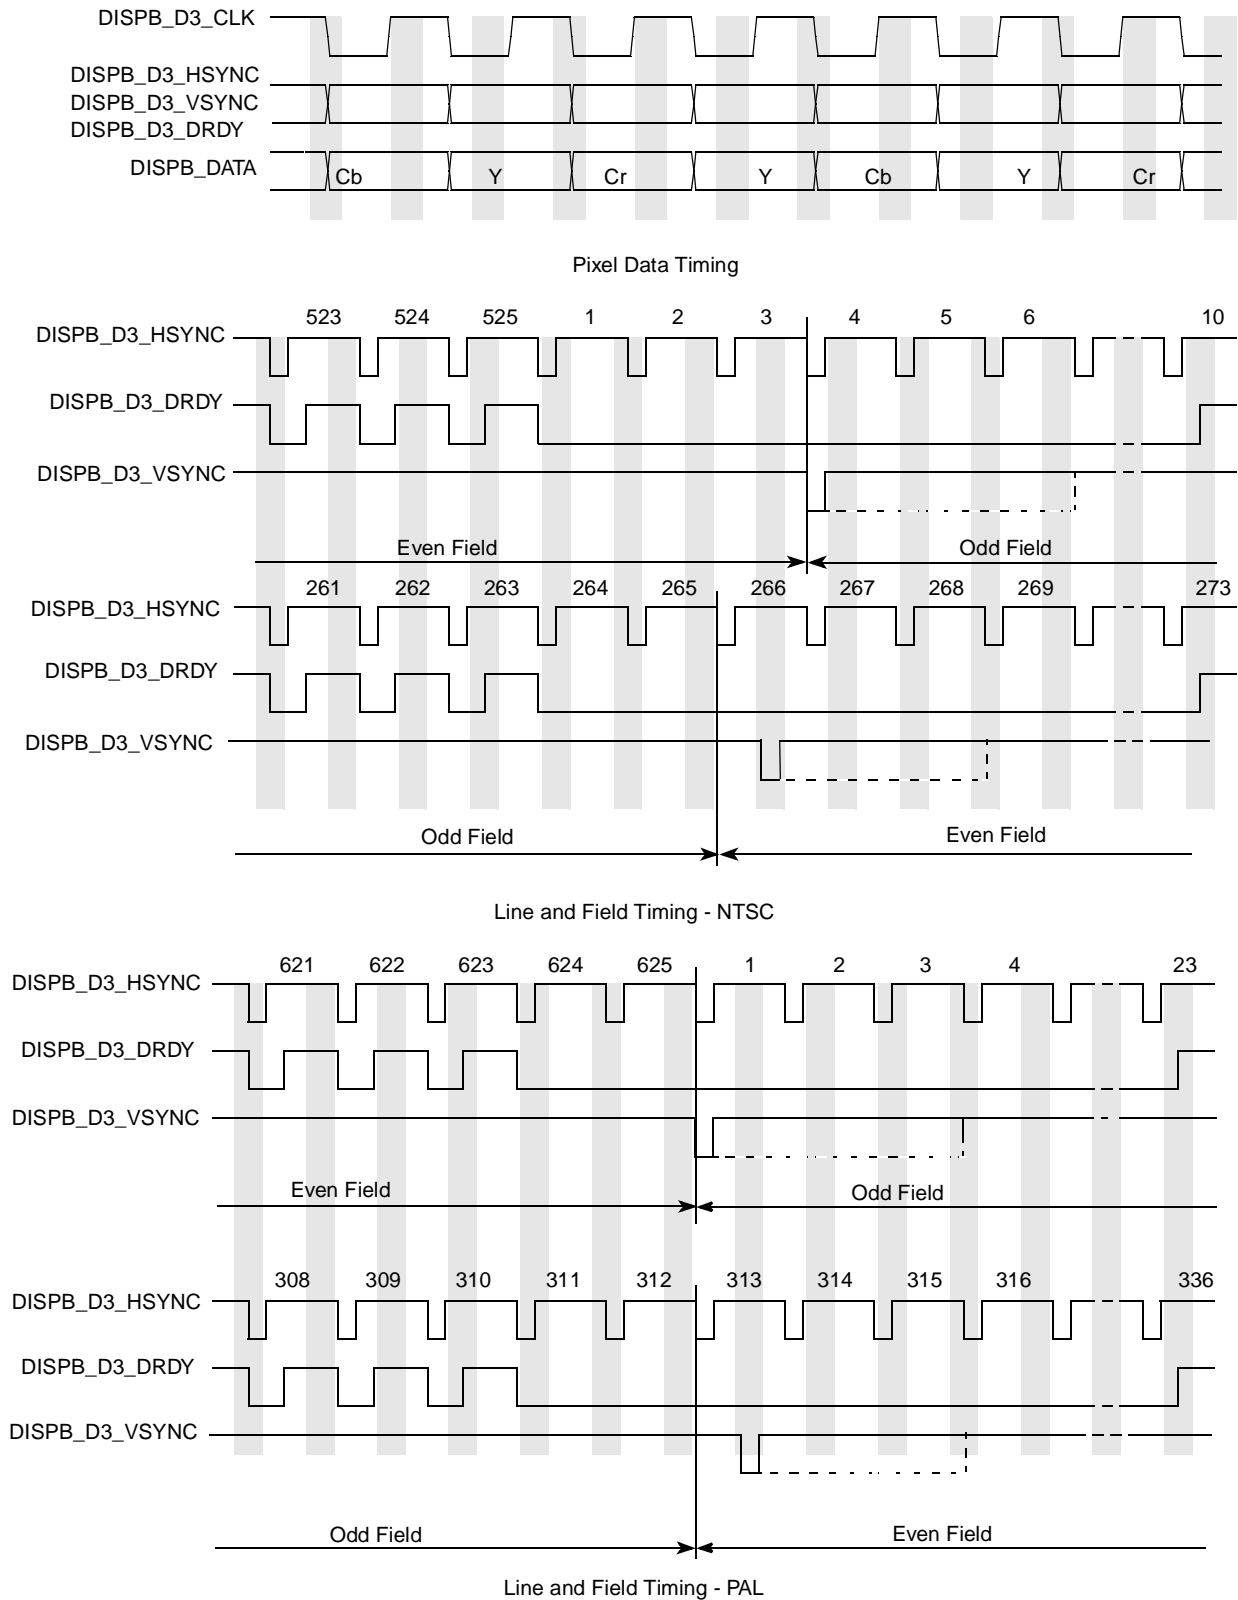 DISPB_D3_CLK
DISPB_D3_HSYNC
DISPB_D3_VSYNC
DISPB_D3_DRDY
DISPB_DATA
Cb Y Cr Y Cb Y Cr
Pixel Data Timing
523 524 525 1 2 3 4 5 6 10
DISPB_D3_HSYNC
DISPB_D3_DRDY
DISPB_D3_VSYNC
Even Field Odd Field
261 262 263 264 265 266 267 268 269 273
DISPB_D3_HSYNC
DISPB_D3_DRDY
DISPB_D3_VSYNC
Odd Field Even Field
Line and Field Timing - NTSC
621 622 623 624 625 1 2 3 4 23
DISPB_D3_HSYNC
DISPB_D3_DRDY
DISPB_D3_VSYNC
Even Field Odd Field
308 309 310 311 312 313 314 315 316 336
DISPB_D3_HSYNC
DISPB_D3_DRDY
DISPB_D3_VSYNC
Odd Field Even Field
Line and Field Timing - PAL